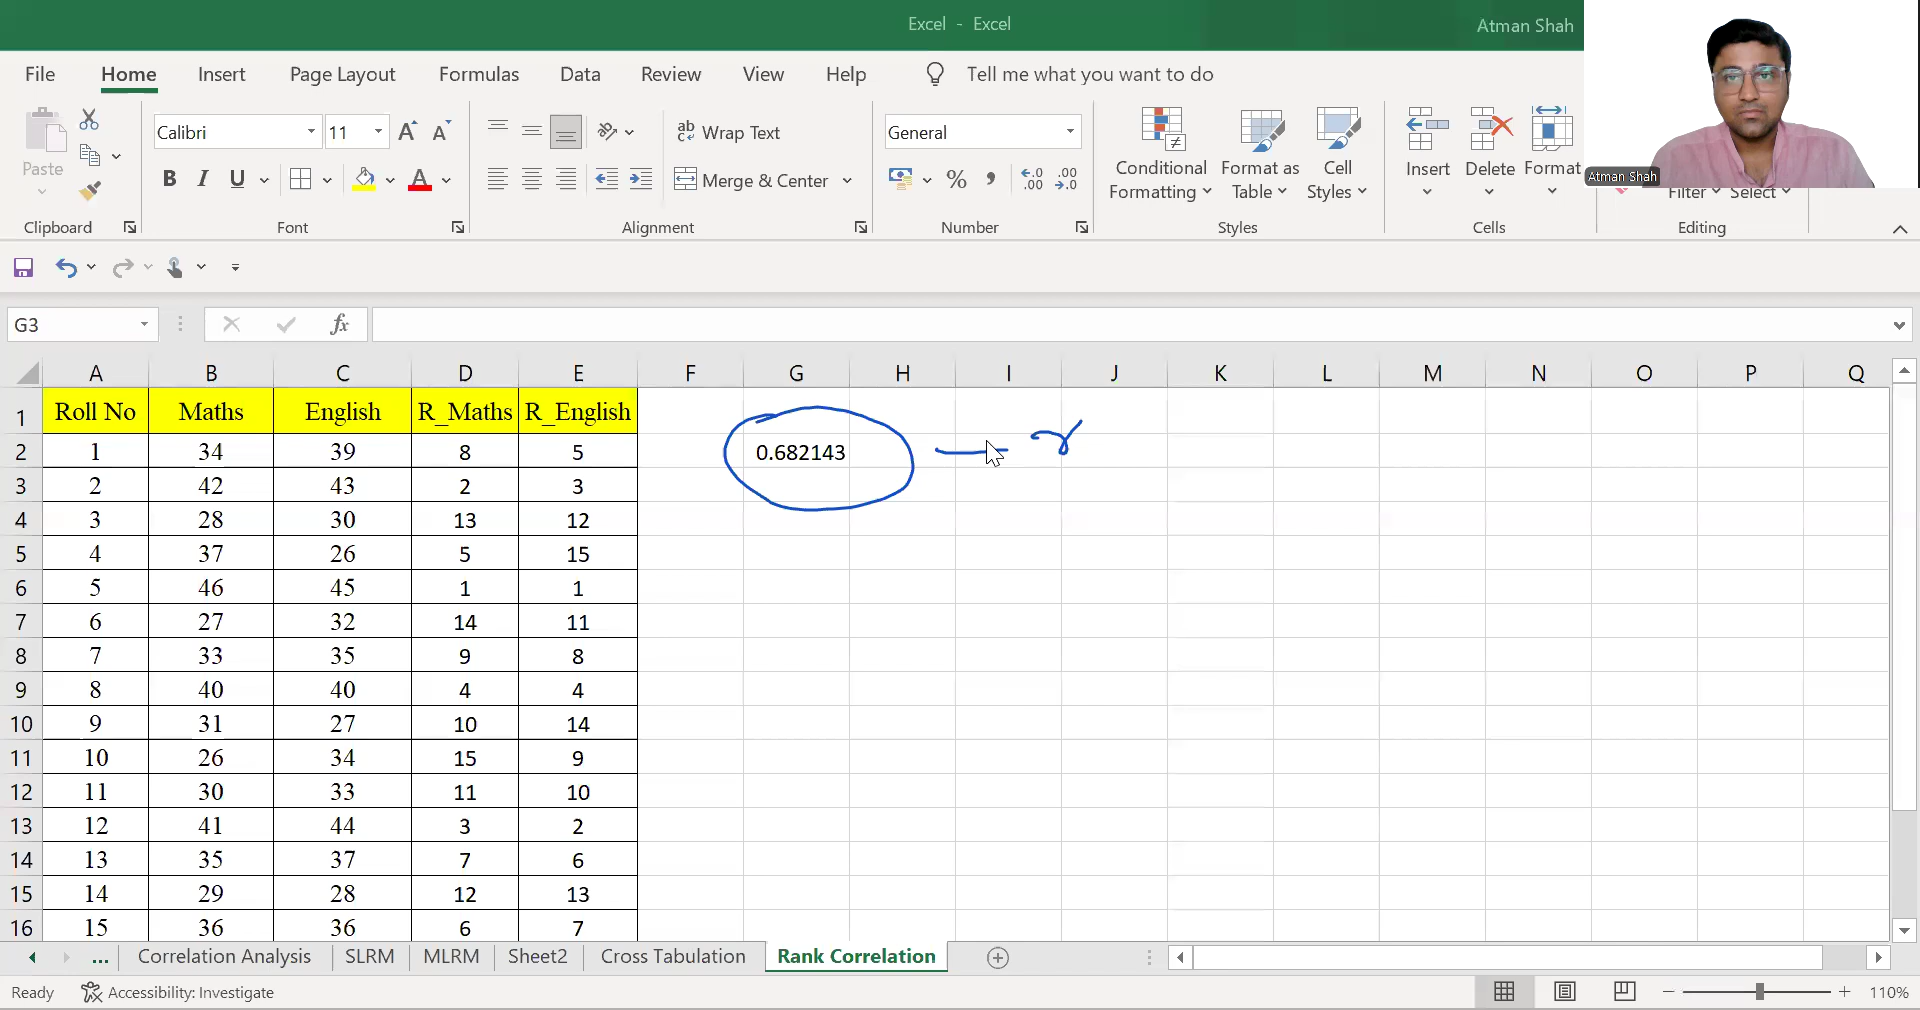 Excel - Excel
Atman Shah
File Home Insert Page Layout Formulas Data Review View Help Tell me what you want to do
Paste
Clipboard
Calibri 11 A A
B I U A
Font
ab c Wrap Text
Merge & Center
Alignment
General
% , .0 .00 .00 .0
Number
Conditional Formatting
Format as Table
Cell Styles
Styles
Insert Delete Format
Cells
Atman Shah
Filter Select
Editing
G3 fx
A B C D E F G H I J K L M N O P Q
1 Roll No Maths English R_Maths R_English
2 1 34 39 8 5 0.682143 r
3 2 42 43 2 3
4 3 28 30 13 12
5 4 37 26 5 15
6 5 46 45 1 1
7 6 27 32 14 11
8 7 33 35 9 8
9 8 40 40 4 4
10 9 31 27 10 14
11 10 26 34 15 9
12 11 30 33 11 10
13 12 41 44 3 2
14 13 35 37 7 6
15 14 29 28 12 13
16 15 36 36 6 7
... Correlation Analysis SLRM MLRM Sheet2 Cross Tabulation Rank Correlation
Ready Accessibility: Investigate 110%